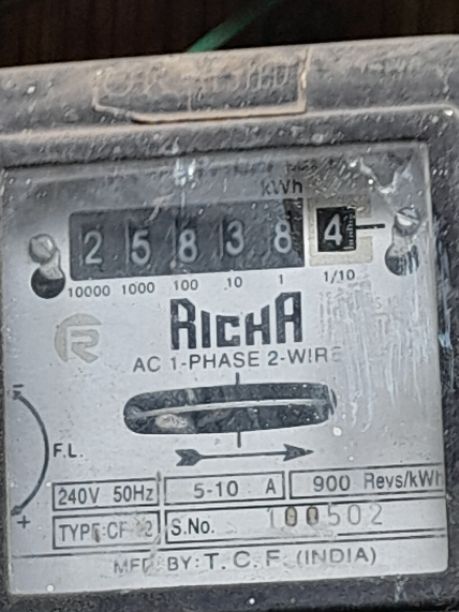 kWh
2 5 8 3 8 4
10000 1000 100 10 1 1/10
R
RICHA
AC 1-PHASE 2-WIRE
F.L.
240V 50Hz 5-10 A 900 Revs/kWH
S.No. 100502
MFD. BY: T. C. F. (INDIA)